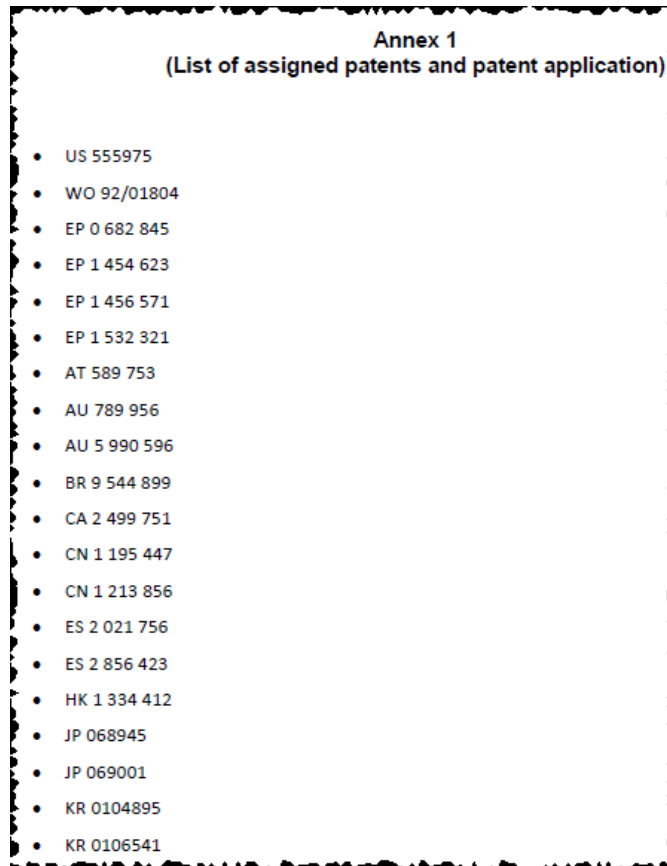 Annex 1
(List of assigned patents and patent application)
• US 555975
• WO 92/01804
• EP 0 682 845
• EP 1 454 623
• EP 1 456 571
• EP 1 532 321
• AT 589 753
• AU 789 956
• AU 5 990 596
• BR 9 544 899
• CA 2 499 751
• CN 1 195 447
• CN 1 213 856
• ES 2 021 756
• ES 2 856 423
• HK 1 334 412
• JP 068945
• JP 069001
• KR 0104895
• KR 0106541